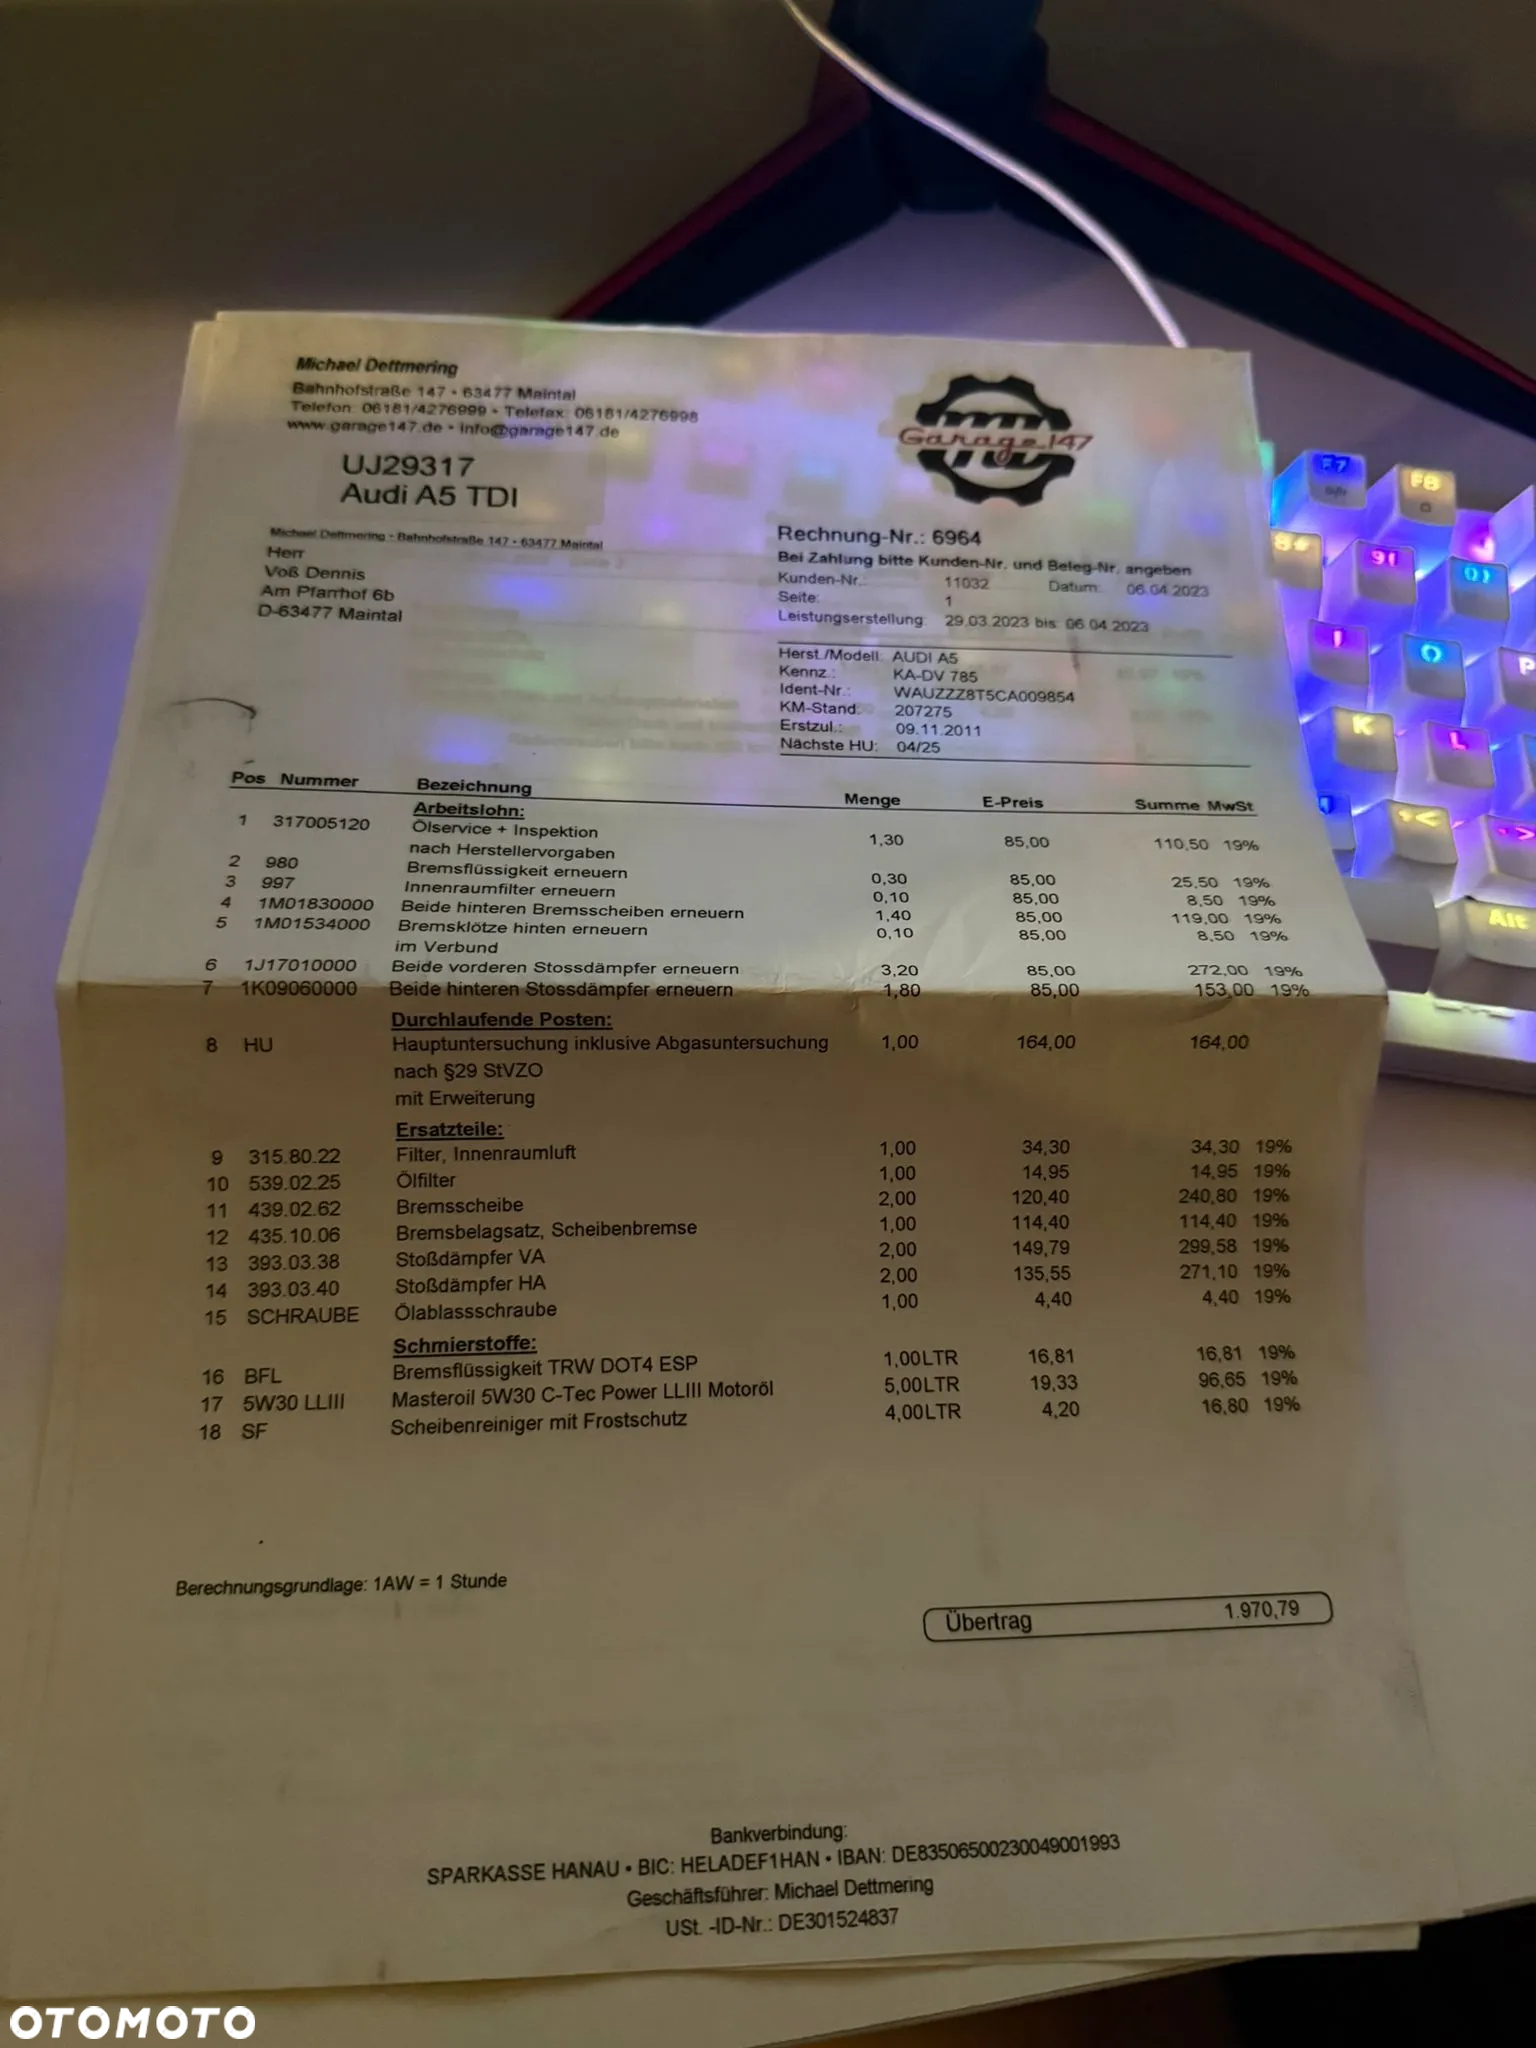 Michael Dettmering
Bahnhofstraße 147 • 63477 Maintal
Telefon: 06181/4276999 • Telefax: 06181/4276998
www.garage147.de • info@garage147.de
Garage 147
UJ29317
Audi A5 TDI
Michael Dettmering - Bahnhofstraße 147 • 63477 Maintal
Herr
Voß Dennis
Am Pfarrhof 6b
D-63477 Maintal
Rechnung-Nr.: 6964
Bei Zahlung bitte Kunden-Nr. und Beleg-Nr. angeben
Kunden-Nr.: 11032 Datum: 06.04.2023
Seite: 1
Leistungserstellung: 29.03.2023 bis 06.04.2023
Herst./Modell: AUDI A5
Kennz.: KA-DV 785
Ident-Nr.: WAUZZZ8T5CA009854
KM-Stand: 207275
Erstzul.: 09.11.2011
Nächste HU: 04/25
Pos Nummer Bezeichnung Menge E-Preis Summe MwSt
Arbeitslohn:
1 317005120 Ölservice + Inspektion 1,30 85,00 110,50 19%
nach Herstellervorgaben
2 980 Bremsflüssigkeit erneuern 0,30 85,00 25,50 19%
3 997 Innenraumfilter erneuern 0,10 85,00 8,50 19%
4 1M01830000 Beide hinteren Bremsscheiben erneuern 1,40 85,00 119,00 19%
5 1M01534000 Bremsklötze hinten erneuern 0,10 85,00 8,50 19%
im Verbund
6 1J17010000 Beide vorderen Stossdämpfer erneuern 3,20 85,00 272,00 19%
7 1K09060000 Beide hinteren Stossdämpfer erneuern 1,80 85,00 153,00 19%
Durchlaufende Posten:
8 HU Hauptuntersuchung inklusive Abgasuntersuchung 1,00 164,00 164,00
nach §29 StVZO
mit Erweiterung
Ersatzteile:
9 315.80.22 Filter, Innenraumluft 1,00 34,30 34,30 19%
10 539.02.25 Ölfilter 1,00 14,95 14,95 19%
11 439.02.62 Bremsscheibe 2,00 120,40 240,80 19%
12 435.10.06 Bremsbelagsatz, Scheibenbremse 1,00 114,40 114,40 19%
13 393.03.38 Stoßdämpfer VA 2,00 149,79 299,58 19%
14 393.03.40 Stoßdämpfer HA 2,00 135,55 271,10 19%
15 SCHRAUBE Ölablassschraube 1,00 4,40 4,40 19%
Schmierstoffe:
16 BFL Bremsflüssigkeit TRW DOT4 ESP 1,00LTR 16,81 16,81 19%
17 5W30 LLIII Masteroil 5W30 C-Tec Power LLIII Motoröl 5,00LTR 19,33 96,65 19%
18 SF Scheibenreiniger mit Frostschutz 4,00LTR 4,20 16,80 19%
Berechnungsgrundlage: 1AW = 1 Stunde
Übertrag 1.970,79
Bankverbindung:
SPARKASSE HANAU • BIC: HELADEF1HAN • IBAN: DE83506500230049001993
Geschäftsführer: Michael Dettmering
USt. -ID-Nr.: DE301524837
F7
F8
8*
9(
0)
I
O
P
K
L
Alt
OTOMOTO